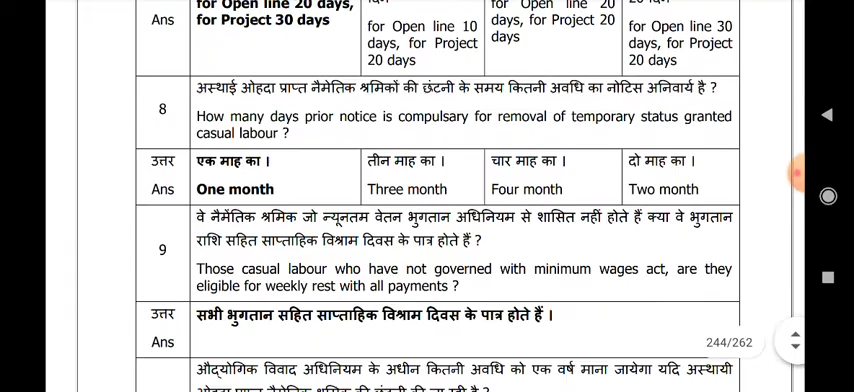 for Open line 20 days,
for Project 30 days
Ans
for Open line 10
days, for Project
20 days
for Open line 20
days, for Project 20
days
for Open line 30
days, for Project
20 days
8
अस्थाई ओहदा प्राप्त नैमेतिक श्रमिकों की छंटनी के समय कितनी अवधि का नोटिस अनिवार्य है ?
How many days prior notice is compulsary for removal of temporary status granted
casual labour ?
उत्तर
एक माह का ।
तीन माह का ।
चार माह का ।
दो माह का ।
Ans
One month
Three month
Four month
Two month
9
वे नैमेंतिक श्रमिक जो न्यूनतम वेतन भुगतान अधिनियम से शासित नहीं होते हैं क्या वे भुगतान
राशि सहित साप्ताहिक विश्राम दिवस के पात्र होते हैं ?
Those casual labour who have not governed with minimum wages act, are they
eligible for weekly rest with all payments ?
उत्तर
सभी भुगतान सहित साप्ताहिक विश्राम दिवस के पात्र होते हैं ।
Ans
244/262
औद्योगिक विवाद अधिनियम के अधीन कितनी अवधि को एक वर्ष माना जायेगा यदि अस्थायी